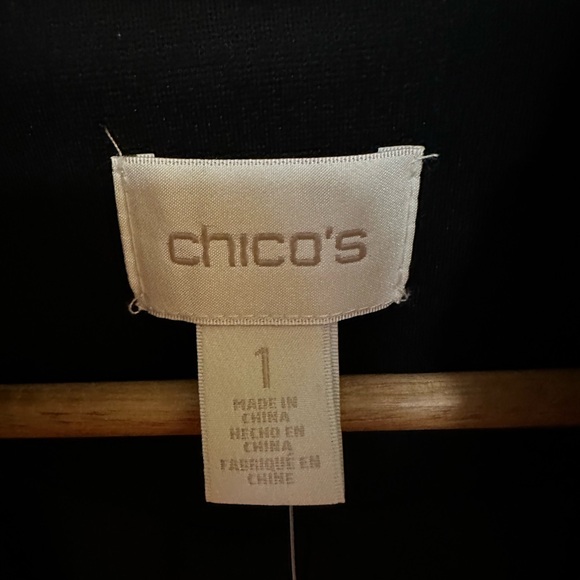 chico's
1
MADE IN
CHINA
HECHO EN
CHINA
FABRIQUÉ EN
CHINE